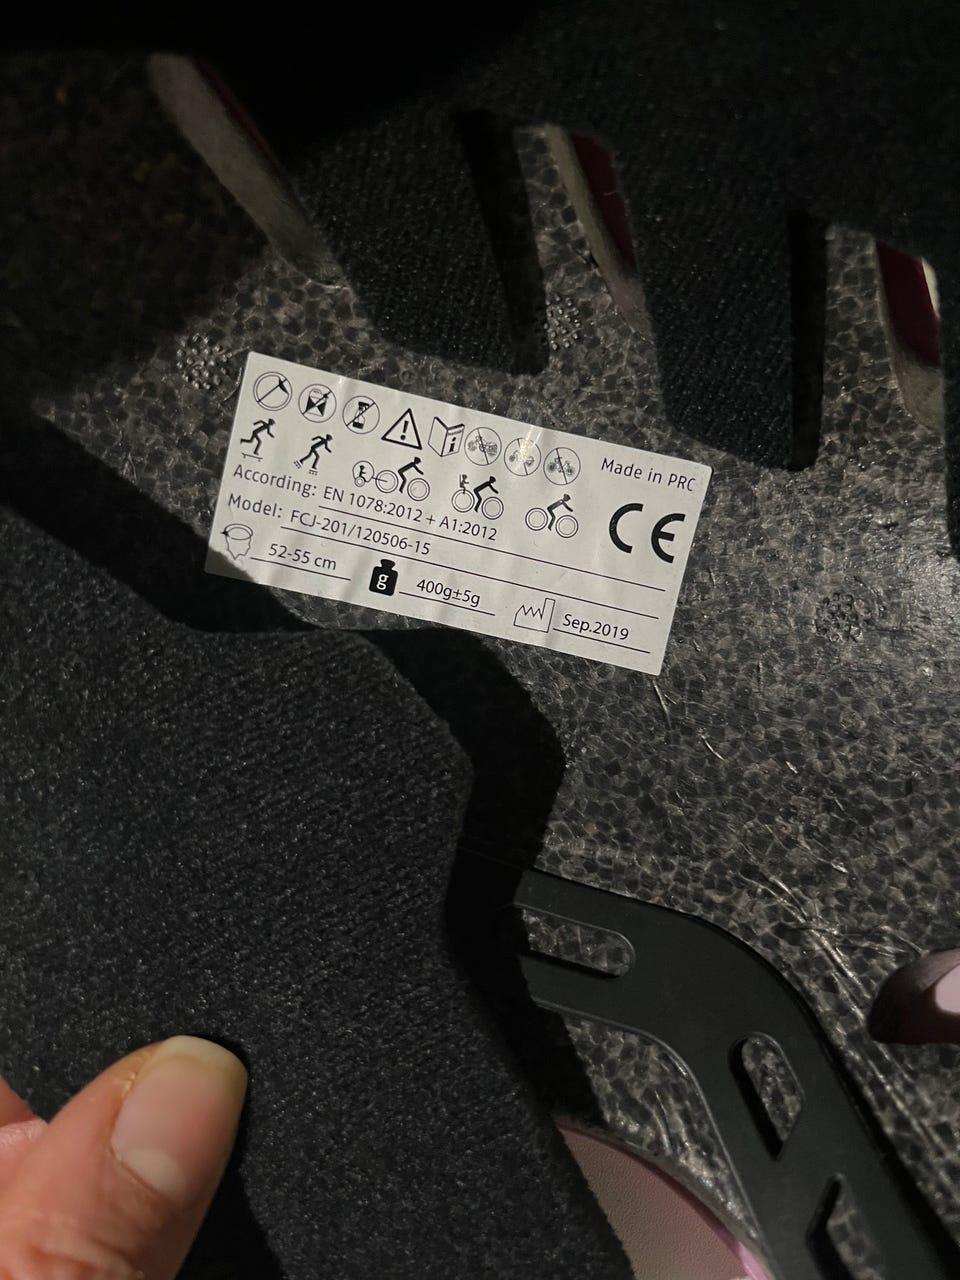 Made in PRC
CE
According: EN 1078:2012 + A1:2012
Model: FCJ-201/120506-15
52-55 cm
g
400g±5g
Sep.2019